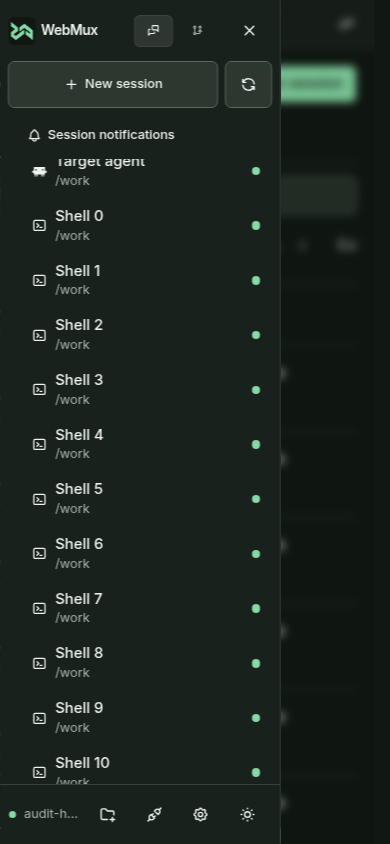 WebMux
New session
Session notifications
Target agent
/work
Shell 0
/work
Shell 1
/work
Shell 2
/work
Shell 3
/work
Shell 4
/work
Shell 5
/work
Shell 6
/work
Shell 7
/work
Shell 8
/work
Shell 9
/work
Shell 10
/work
audit-h...